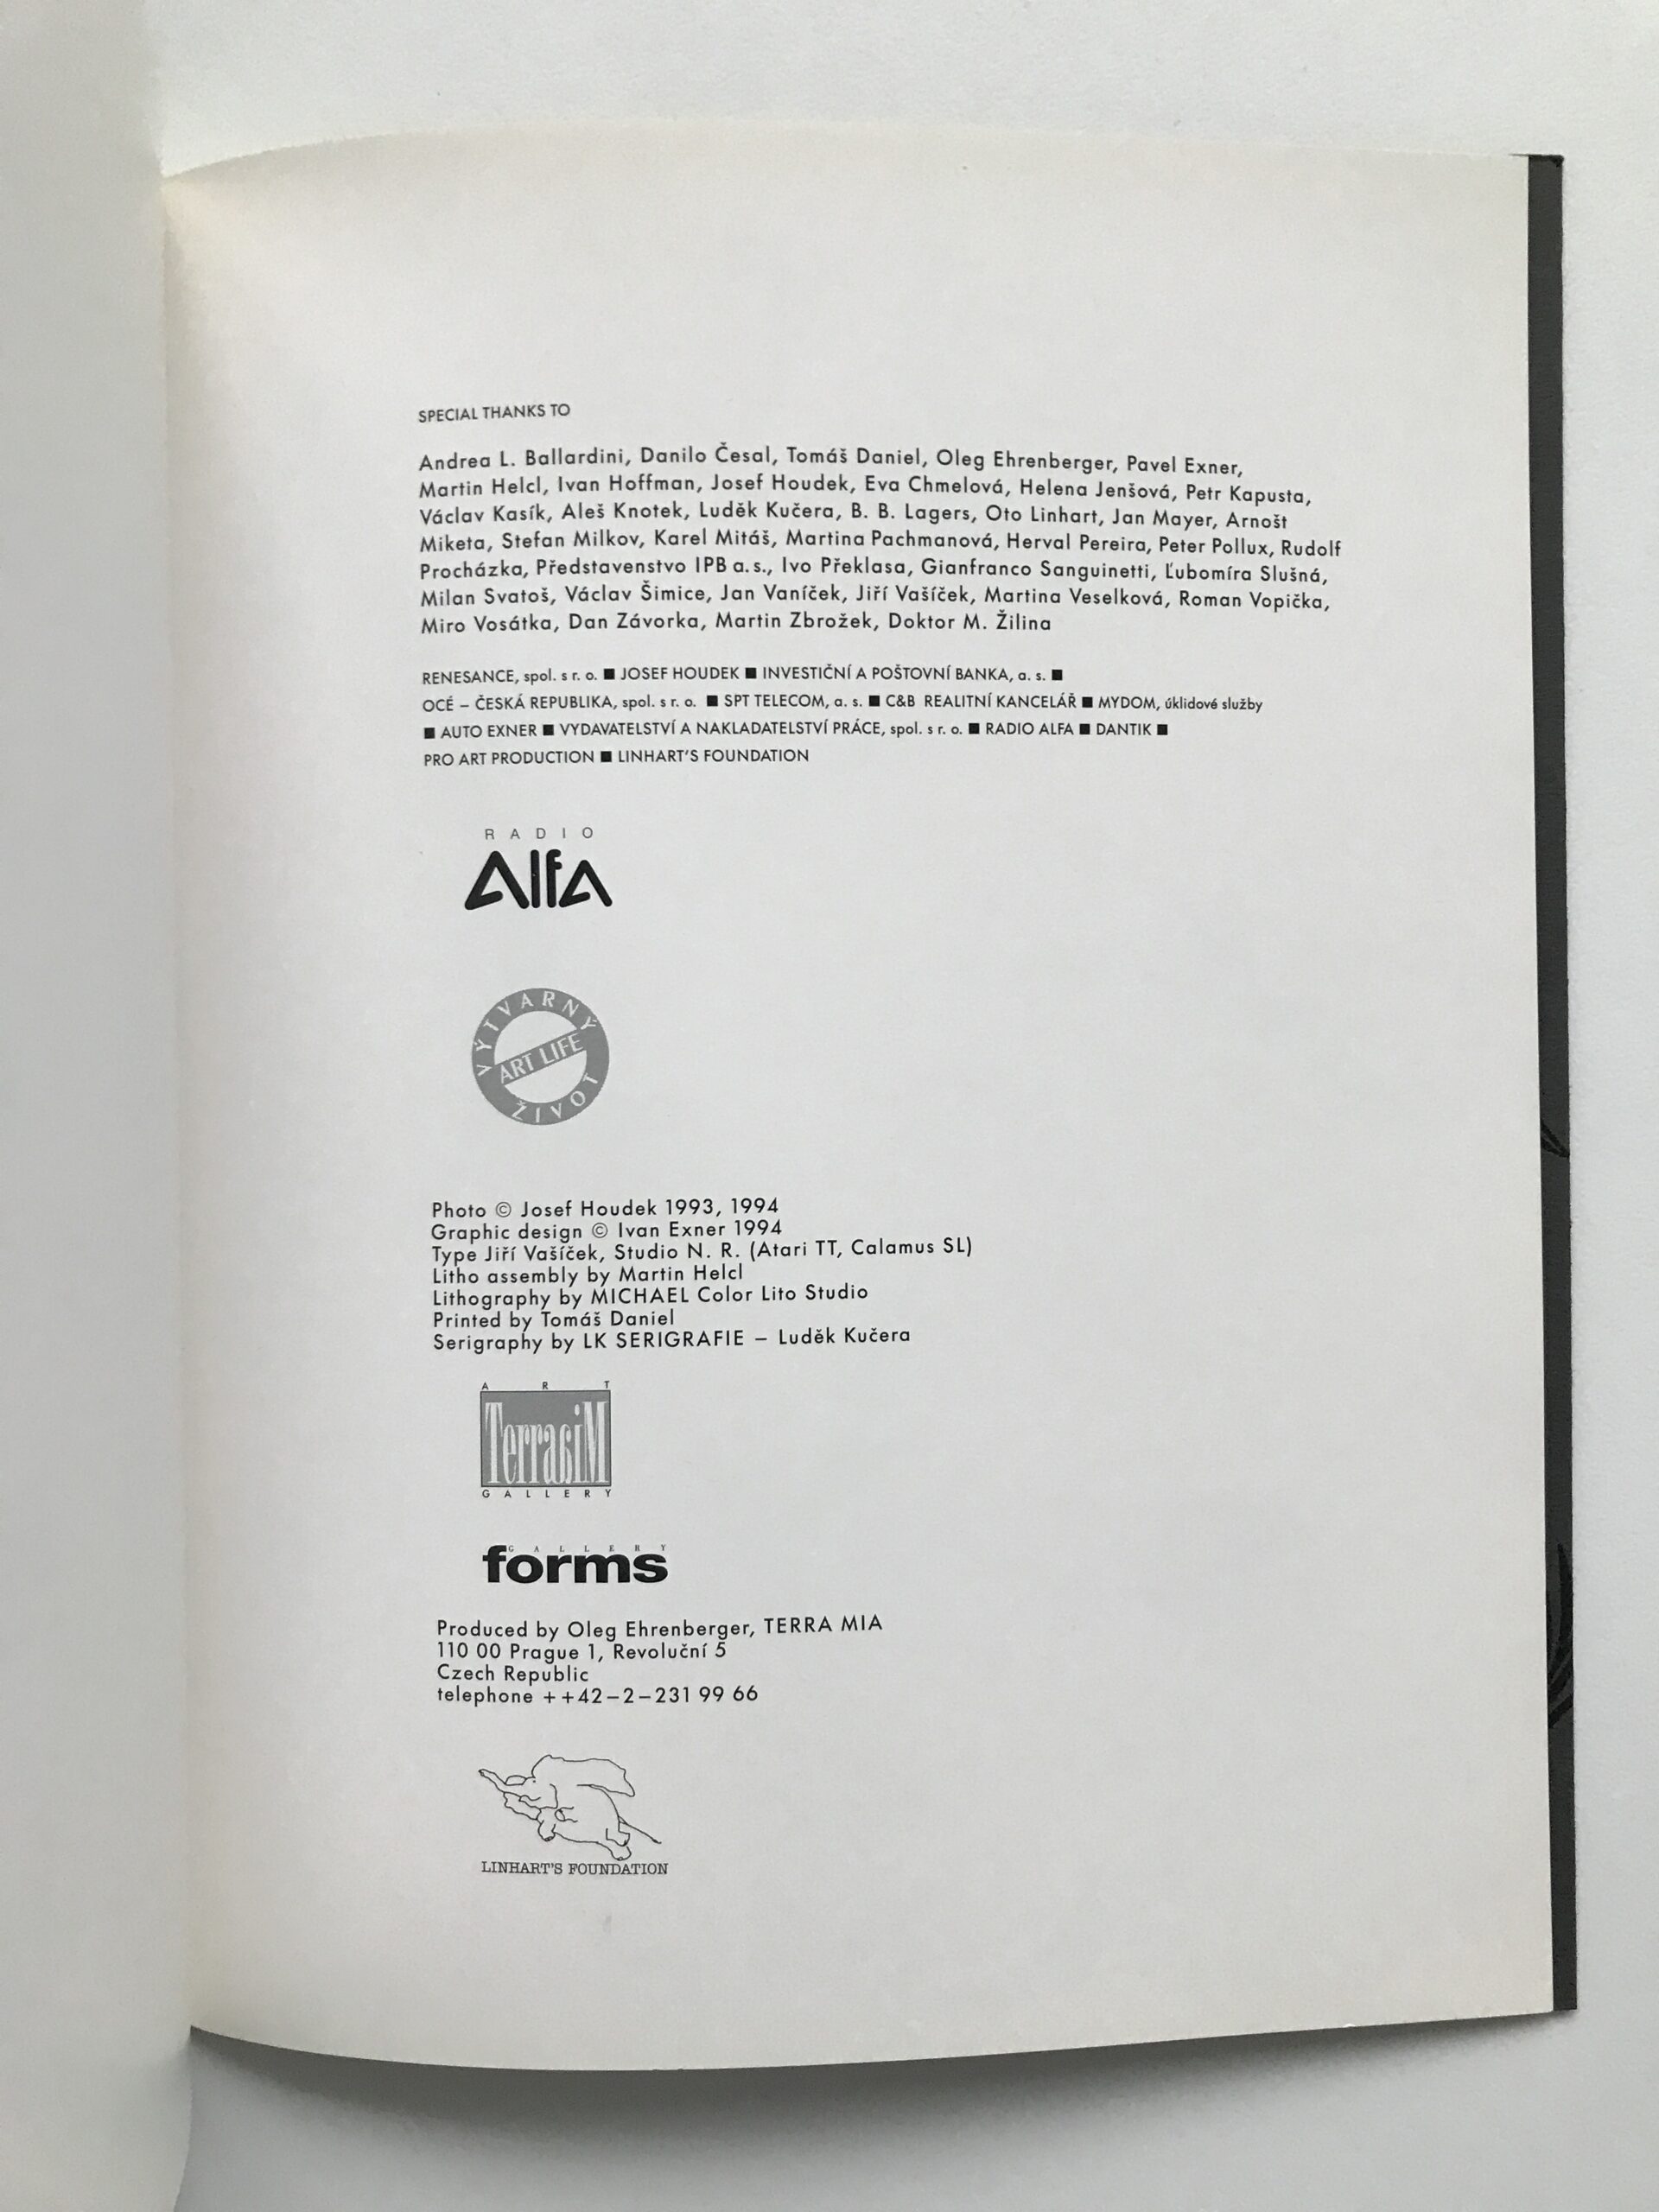 SPECIAL THANKS TO
Andrea L. Ballardini, Danilo Česal, Tomáš Daniel, Oleg Ehrenberger, Pavel Exner,
Martin Helcl, Ivan Hoffman, Josef Houdek, Eva Chmelová, Helena Jenšová, Petr Kapusta,
Václav Kasík, Aleš Knotek, Luděk Kučera, B. B. Lagers, Oto Linhart, Jan Mayer, Arnošt
Miketa, Stefan Milkov, Karel Mitáš, Martina Pachmanová, Herval Pereira, Peter Pollux, Rudolf
Procházka, Představenstvo IPB a.s., Ivo Překlasa, Gianfranco Sanguinetti, Ľubomíra Slušná,
Milan Svatoš, Václav Šimice, Jan Vaníček, Jiří Vašíček, Martina Veselková, Roman Vopička,
Miro Vosátka, Dan Závorka, Martin Zbrožek, Doktor M. Žilina
RENESANCE, spol. s r. o. ■ JOSEF HOUDEK ■ INVESTIČNÍ A POŠTOVNÍ BANKA, a. s. ■
OCÉ – ČESKÁ REPUBLIKA, spol. s r. o. ■ SPT TELECOM, a. s. ■ C&B REALITNÍ KANCELÁŘ ■ MYDOM, úklidové služby
■ AUTO EXNER ■ VYDAVATELSTVÍ A NAKLADATELSTVÍ PRÁCE, spol. s r. o. ■ RADIO ALFA ■ DANTIK ■
PRO ART PRODUCTION ■ LINHART'S FOUNDATION
RADIO
Alfa
VÝTVARNÝ
ART LIFE
ŽIVOT
Photo © Josef Houdek 1993, 1994
Graphic design © Ivan Exner 1994
Type Jiří Vašíček, Studio N. R. (Atari TT, Calamus SL)
Litho assembly by Martin Helcl
Lithography by MICHAEL Color Lito Studio
Printed by Tomáš Daniel
Serigraphy by LK SERIGRAFIE – Luděk Kučera
ART
GALLERY
GALLERY
forms
Produced by Oleg Ehrenberger, TERRA MIA
110 00 Prague 1, Revoluční 5
Czech Republic
telephone ++42–2–231 99 66
LINHART'S FOUNDATION